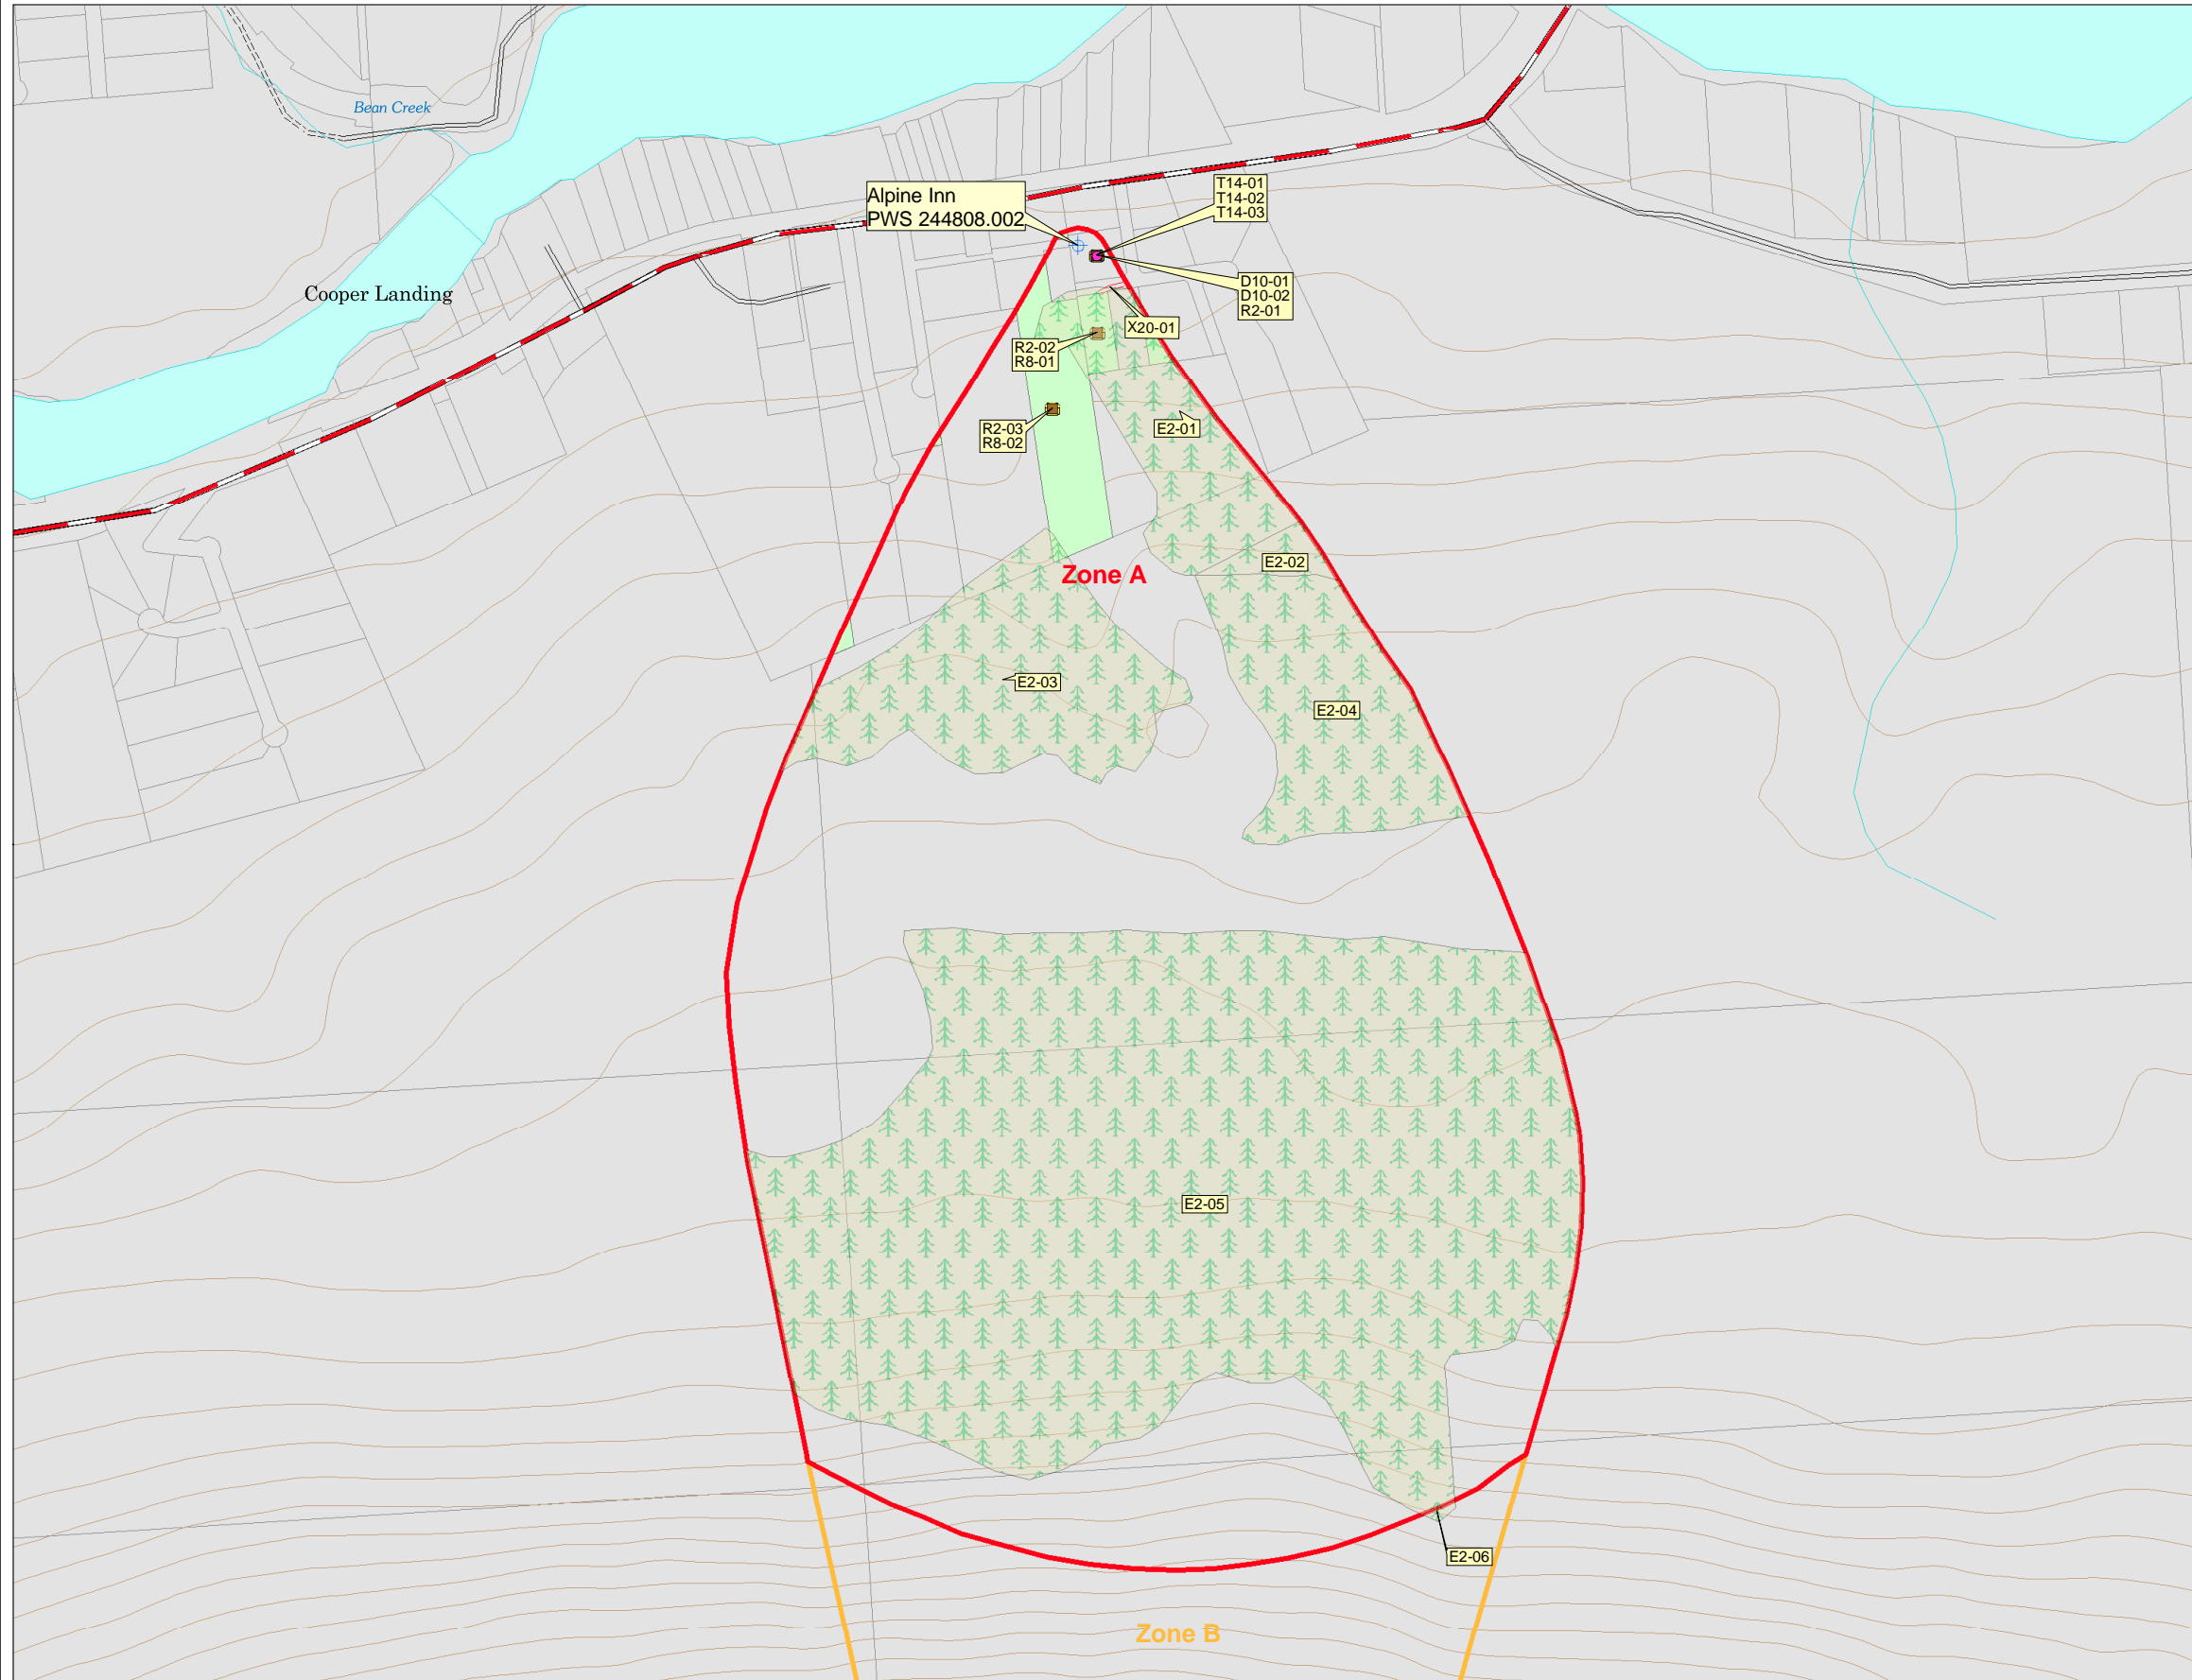 Bean Creek
Alpine Inn
PWS 244808.002
T14-01
T14-02
T14-03
Cooper Landing
D10-01
D10-02
R2-01
X20-01
R2-02
R8-01
R2-03
R8-02
E2-01
E2-02
Zone A
E2-03
E2-04
E2-05
E2-06
Zone B